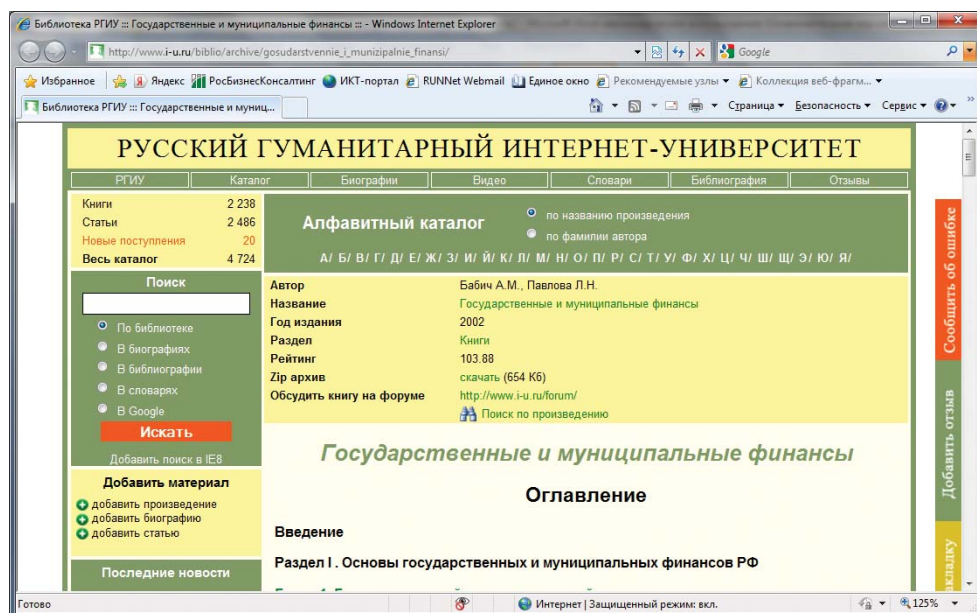 Библиотека РГИУ ::: Государственные и муниципальные финансы ::: - Windows Internet Explorer
http://www.i-u.ru/biblio/archive/gosudarstvennie_i_munizipalnie_finansi/
Google
Избранное Яндекс РосБизнесКонсалтинг ИКТ-портал RUNNet Webmail Единое окно Рекомендуемые узлы Коллекция веб-фрагм...
Библиотека РГИУ ::: Государственные и муниц...
Страница Безопасность Сервис
РУССКИЙ ГУМАНИТАРНЫЙ ИНТЕРНЕТ-УНИВЕРСИТЕТ
РГИУ Каталог Биографии Видео Словари Библиография Отзывы
Книги 2 238
Статьи 2 486
Новые поступления 20
Весь каталог 4 724
Алфавитный каталог
по названию произведения
по фамилии автора
А/ Б/ В/ Г/ Д/ Е/ Ж/ З/ И/ Й/ К/ Л/ М/ Н/ О/ П/ Р/ С/ Т/ У/ Ф/ Х/ Ц/ Ч/ Ш/ Щ/ Э/ Ю/ Я/
Поиск
По библиотеке
В биографиях
В библиографии
В словарях
В Google
Искать
Добавить поиск в IE8
Добавить материал
добавить произведение
добавить биографию
добавить статью
Последние новости
Автор Бабич А.М., Павлова Л.Н.
Название Государственные и муниципальные финансы
Год издания 2002
Раздел Книги
Рейтинг 103.88
Zip архив скачать (654 Кб)
Обсудить книгу на форуме http://www.i-u.ru/forum/
Поиск по произведению
Государственные и муниципальные финансы
Оглавление
Введение
Раздел I . Основы государственных и муниципальных финансов РФ
Сообщить об ошибке
Добавить отзыв
Готово
Интернет | Защищенный режим: вкл.
125%